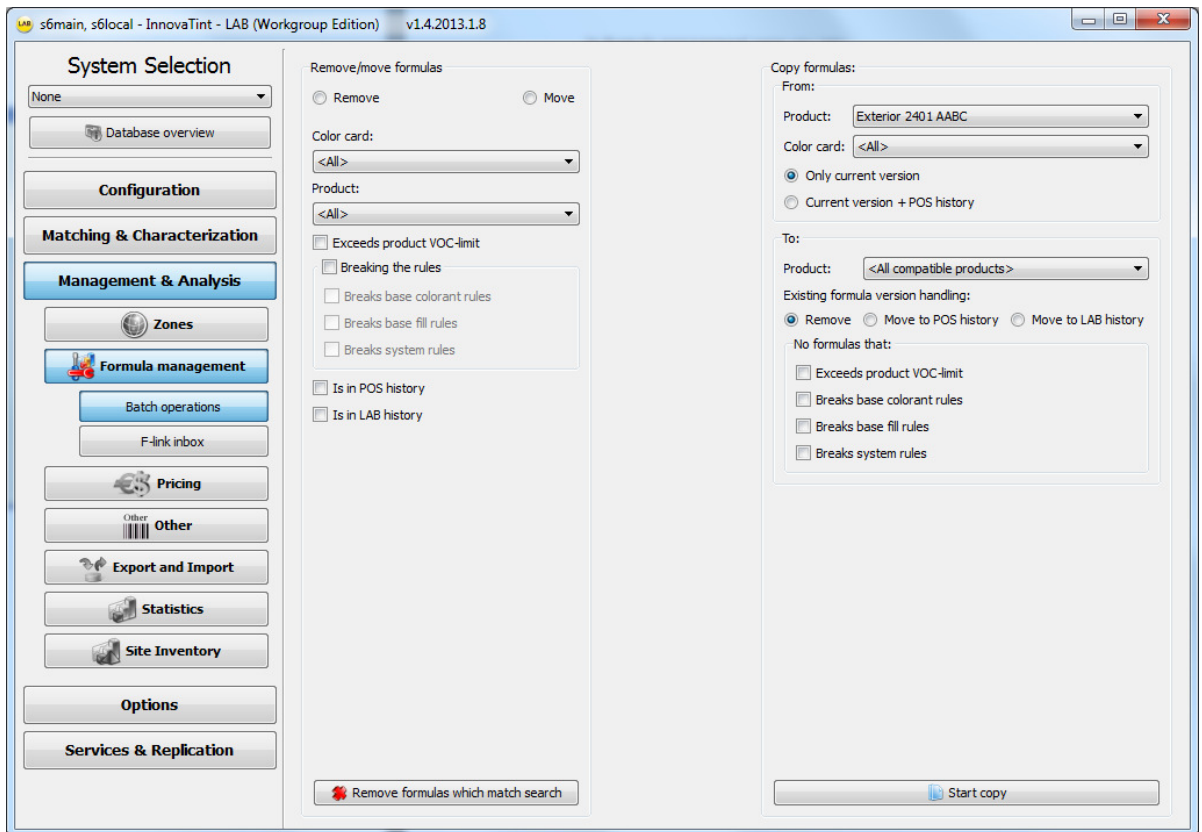 LAB s6main, s6local - InnovaTint - LAB (Workgroup Edition) v1.4.2013.1.8
System Selection
None
Database overview
Configuration
Matching & Characterization
Management & Analysis
Zones
Formula management
Batch operations
F-link inbox
Pricing
Other Other
Export and Import
Statistics
Site Inventory
Options
Services & Replication
Remove/move formulas
Remove Move
Color card:
<All>
Product:
<All>
Exceeds product VOC-limit
Breaking the rules
Breaks base colorant rules
Breaks base fill rules
Breaks system rules
Is in POS history
Is in LAB history
Remove formulas which match search
Copy formulas:
From:
Product: Exterior 2401 AABC
Color card: <All>
Only current version
Current version + POS history
To:
Product: <All compatible products>
Existing formula version handling:
Remove Move to POS history Move to LAB history
No formulas that:
Exceeds product VOC-limit
Breaks base colorant rules
Breaks base fill rules
Breaks system rules
Start copy